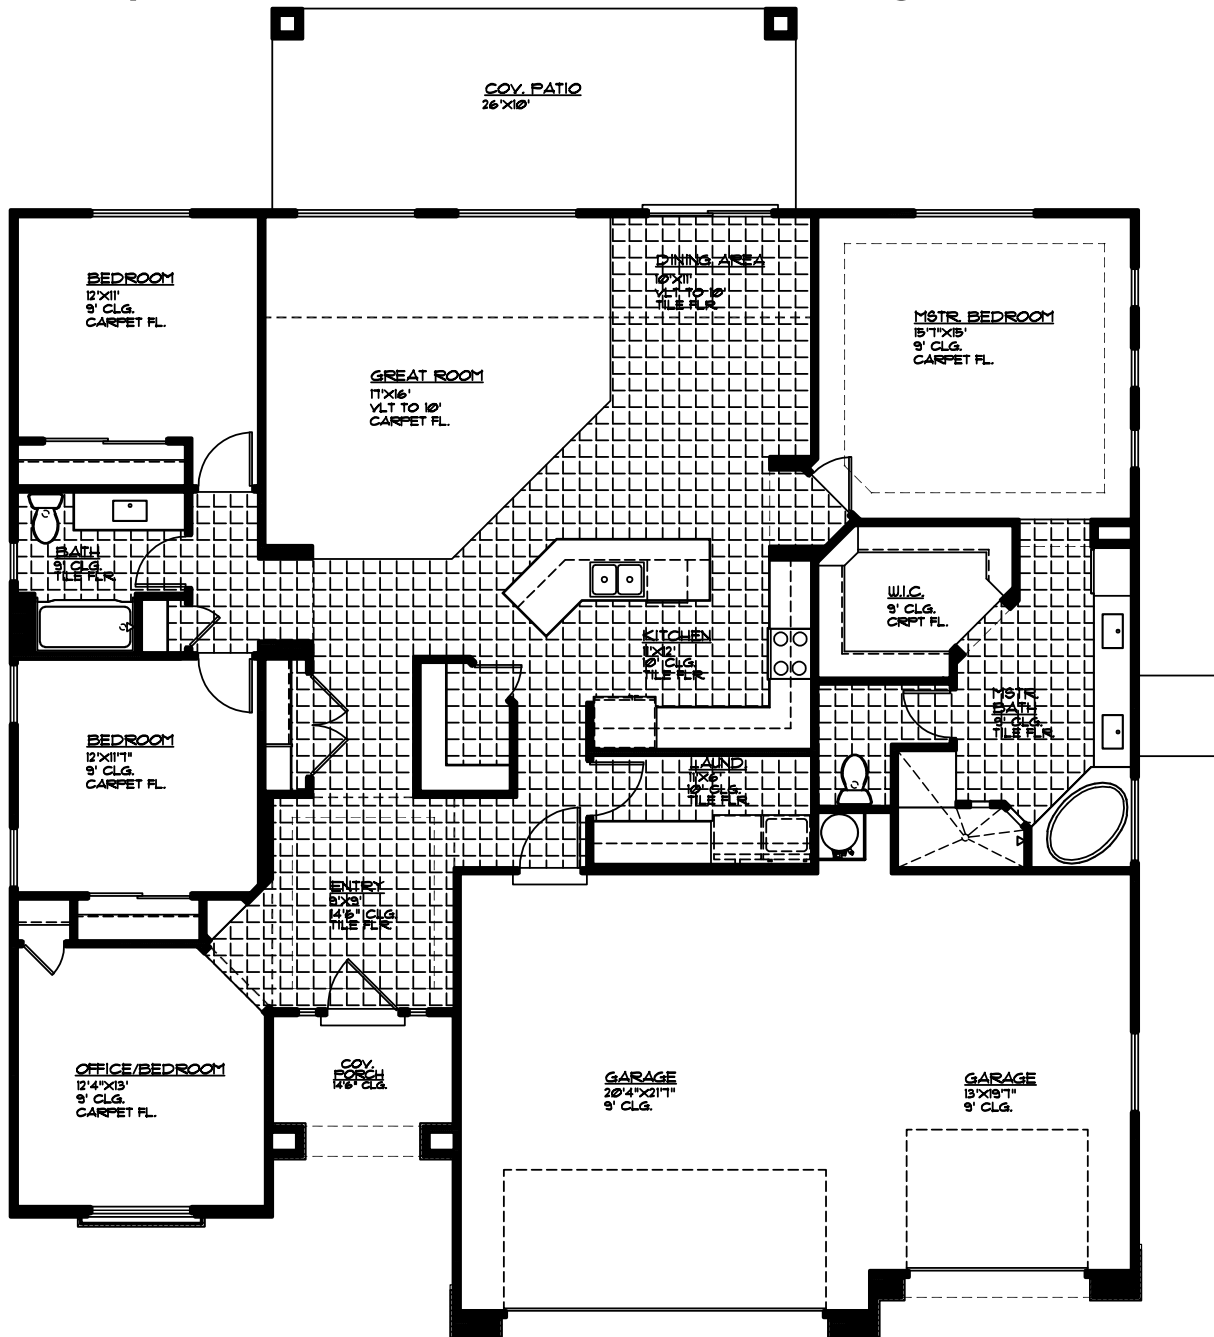 COV. PATIO
26'X10'
BEDROOM
12'X11'
9' CLG.
CARPET FL.
DINING AREA
10'X11'
VLT TO 10'
TILE FLR.
MSTR. BEDROOM
15'7"X15'
9' CLG.
CARPET FL.
GREAT ROOM
17'X16'
VLT TO 10'
CARPET FL.
BATH
9' CLG.
TILE FLR.
W.I.C.
9' CLG.
CRPT FL.
KITCHEN
11'X12'
10' CLG.
TILE FLR.
MSTR.
BATH
9' CLG.
TILE FLR.
BEDROOM
12'X11'7"
9' CLG.
CARPET FL.
LAUND.
11'X6'
10' CLG.
TILE FLR.
ENTRY
9'X9'
14'6" CLG.
TILE FLR.
OFFICE/BEDROOM
12'4"X13'
9' CLG.
CARPET FL.
COV.
PORCH
14'6" CLG.
GARAGE
20'4"X21'7"
9' CLG.
GARAGE
13'X19'7"
9' CLG.